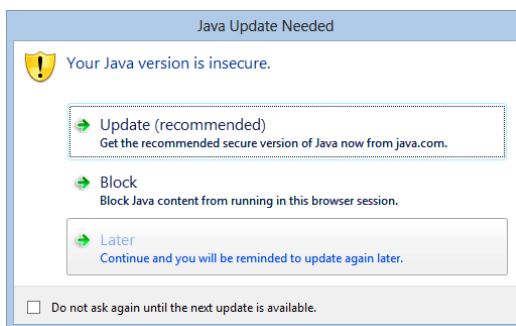 Java Update Needed
Your Java version is insecure.
Update (recommended)
Get the recommended secure version of Java now from java.com.
Block
Block Java content from running in this browser session.
Later
Continue and you will be reminded to update again later.
Do not ask again until the next update is available.